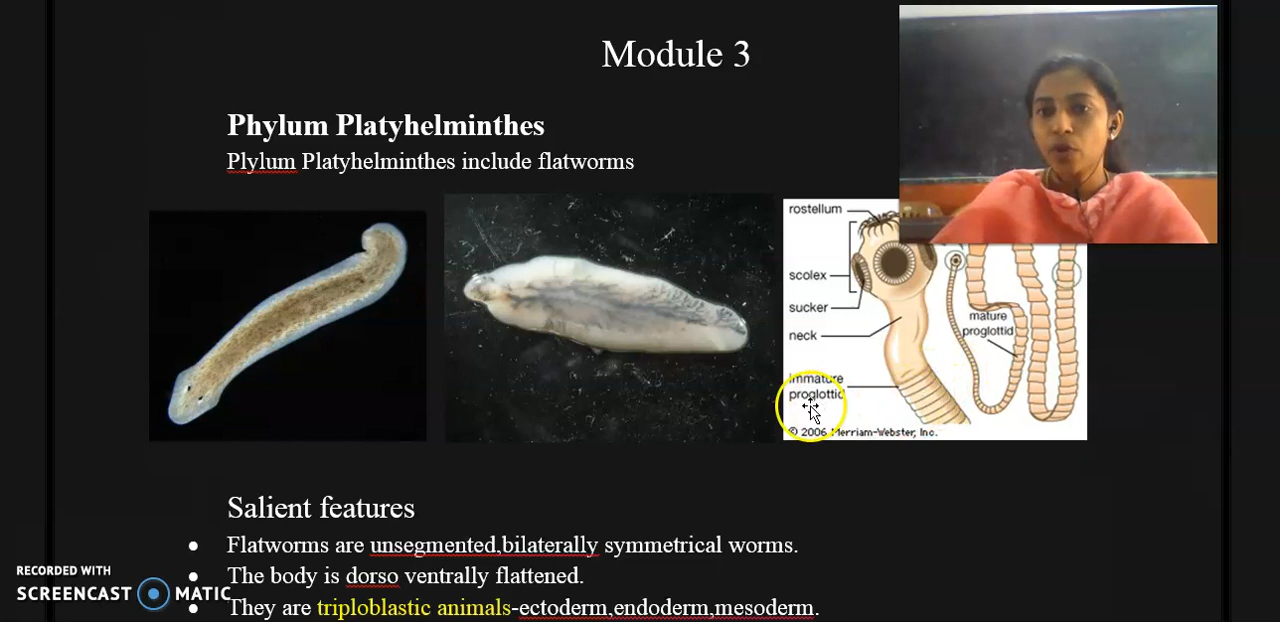 Module 3
Phylum Platyhelminthes
Plylum Platyhelminthes include flatworms
rostellum
scolex
sucker
neck
immature
proglottid
mature
proglottid
© 2006 Merriam-Webster, Inc.
Salient features
• Flatworms are unsegmented,bilaterally symmetrical worms.
• The body is dorso ventrally flattened.
• They are triploblastic animals-ectoderm,endoderm,mesoderm.
RECORDED WITH
SCREENCAST MATIC